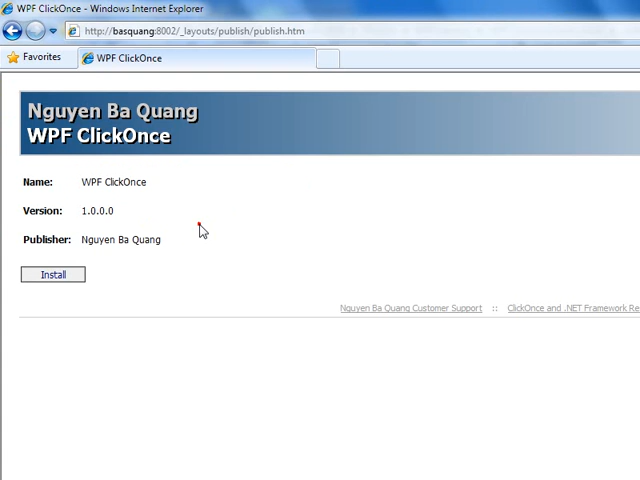 WPF ClickOnce - Windows Internet Explorer
http://basquang:8002/_layouts/publish/publish.htm
Favorites
WPF ClickOnce
Nguyen Ba Quang
WPF ClickOnce
Name: WPF ClickOnce
Version: 1.0.0.0
Publisher: Nguyen Ba Quang
Install
Nguyen Ba Quang Customer Support :: ClickOnce and .NET Framework Re